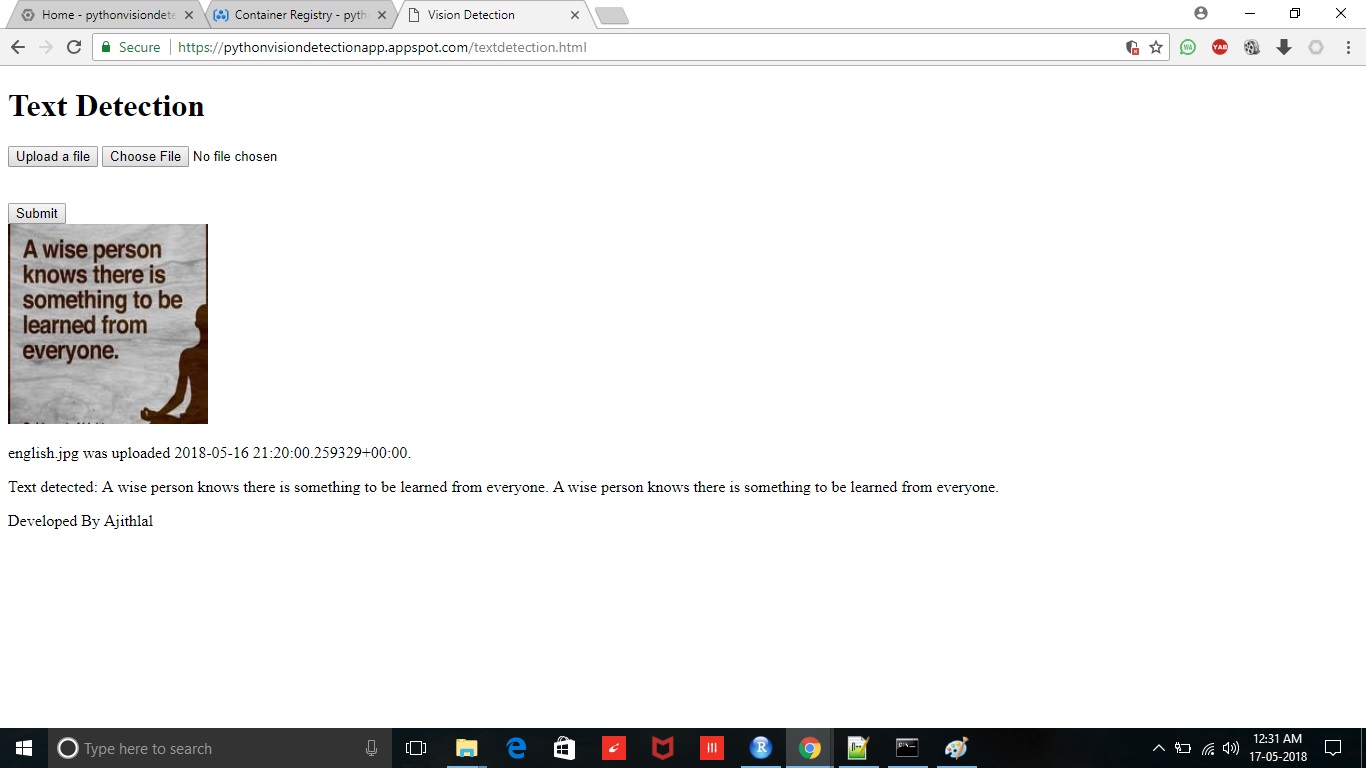 Home - pythonvisiondete
Container Registry - pyth
Vision Detection
Secure
https://pythonvisiondetectionapp.appspot.com/textdetection.html
WA
YAB
Text Detection
Upload a file Choose File No file chosen
Submit
A wise person
knows there is
something to be
learned from
everyone.
english.jpg was uploaded 2018-05-16 21:20:00.259329+00:00.
Text detected: A wise person knows there is something to be learned from everyone. A wise person knows there is something to be learned from everyone.
Developed By Ajithlal
Type here to search
R
12:31 AM
17-05-2018